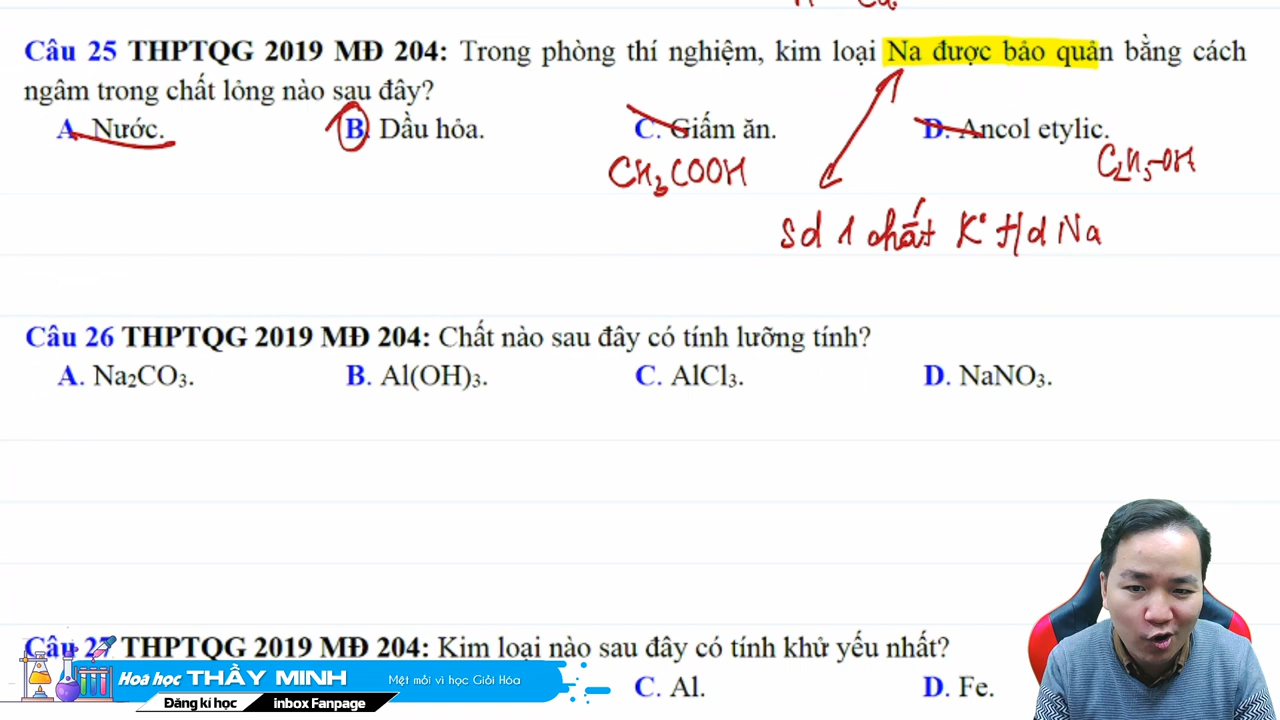 Câu 25 THPTQG 2019 MĐ 204: Trong phòng thí nghiệm, kim loại Na được bảo quản bằng cách
ngâm trong chất lỏng nào sau đây?
A. Nước. B. Dầu hỏa. C. Giấm ăn. D. Ancol etylic.
CH₃COOH C₂H₅-OH
Sd 1 chất K° t/d Na
Câu 26 THPTQG 2019 MĐ 204: Chất nào sau đây có tính lưỡng tính?
A. Na₂CO₃. B. Al(OH)₃. C. AlCl₃. D. NaNO₃.
Câu 27 THPTQG 2019 MĐ 204: Kim loại nào sau đây có tính khử yếu nhất?
C. Al. D. Fe.
Hoá học THẦY MINH Mệt mỏi vì học Giỏi Hóa
Đăng kí học inbox Fanpage